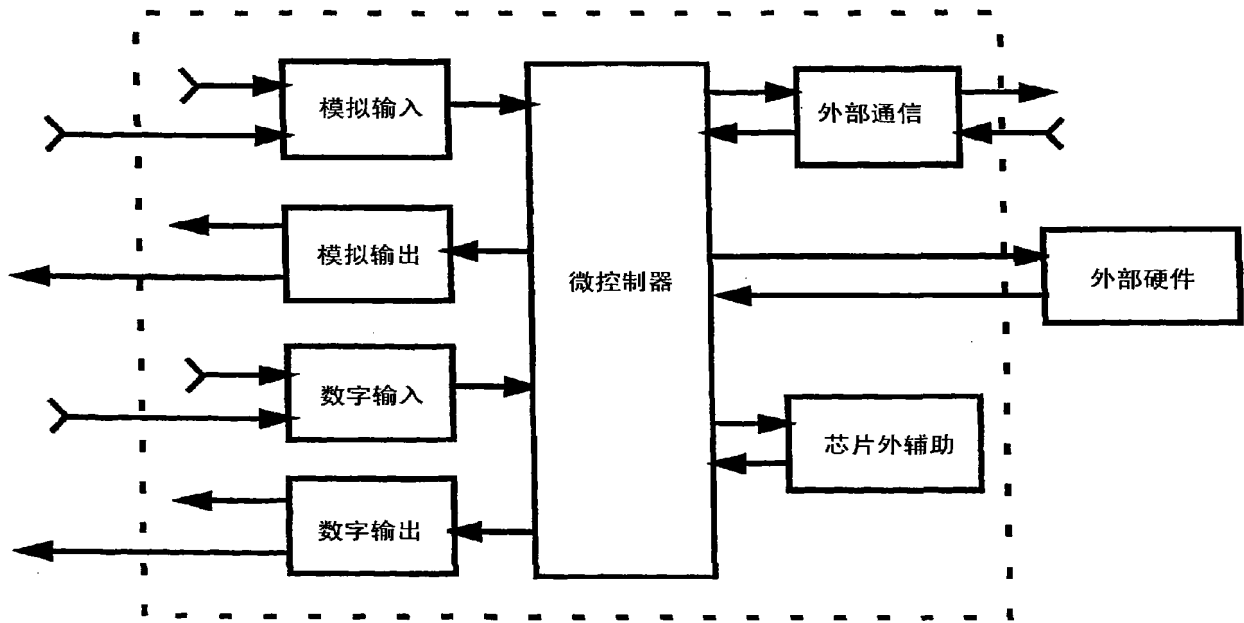 模拟输入
外部通信
模拟输出
微控制器
外部硬件
数字输入
芯片外辅助
数字输出